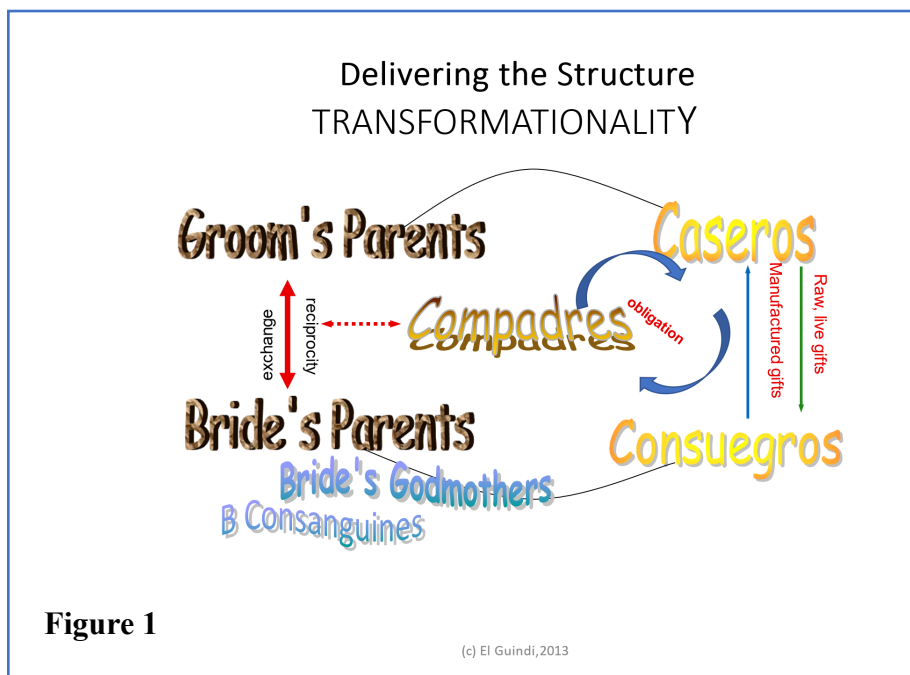 Delivering the Structure
TRANSFORMATIONALITY
Groom's Parents
Caseros
exchange
reciprocity
Compadres
obligation
Manufactured gifts
Raw, live gifts
Bride's Parents
Consuegros
Bride's Godmothers
B Consanguines
Figure 1
(c) El Guindi,2013